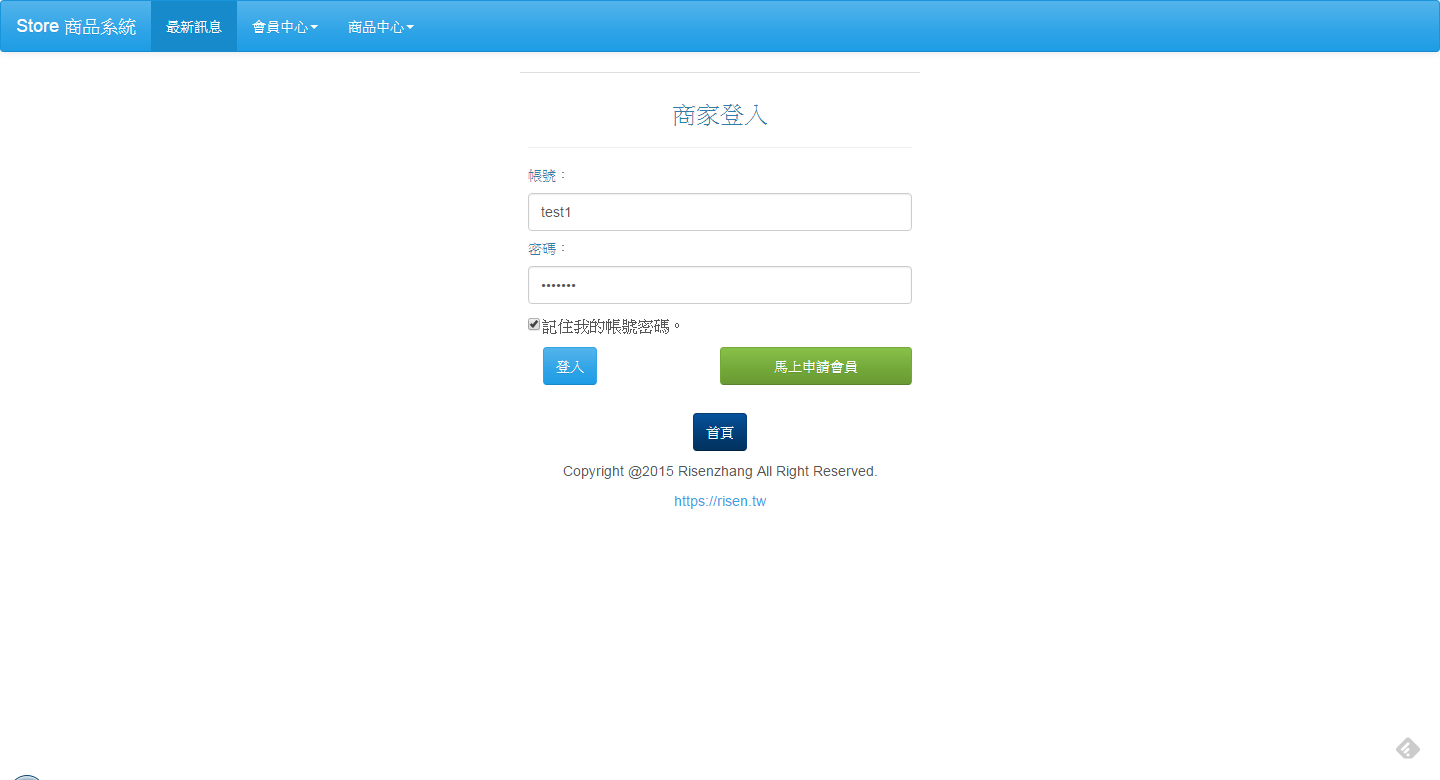 Store 商品系統 最新訊息 會員中心 商品中心
商家登入
帳號：
test1
密碼：
•••••••
記住我的帳號密碼。
登入 馬上申請會員
首頁
Copyright @2015 Risenzhang All Right Reserved.
https://risen.tw